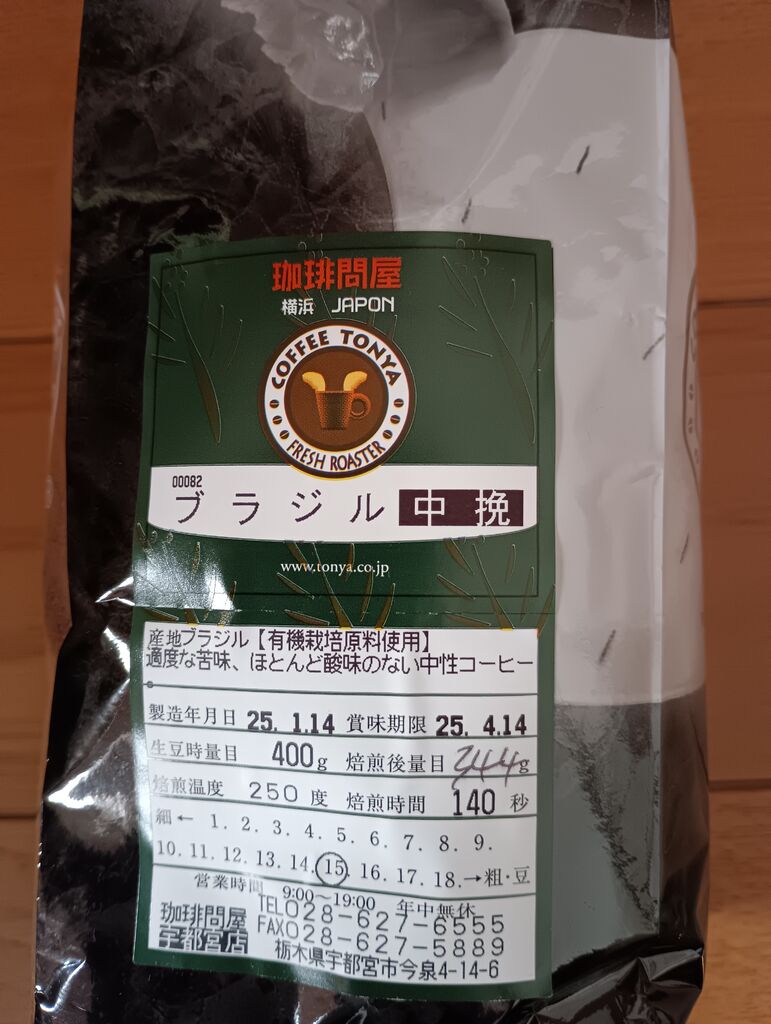 珈琲問屋
横浜 JAPON
COFFEE TONYA
FRESH ROASTER
00082
ブラジル 中挽
www.tonya.co.jp
産地ブラジル【有機栽培原料使用】
適度な苦味、ほとんど酸味のない中性コーヒー
。
製造年月日 25. 1.14 賞味期限 25. 4.14
生豆時量目 400g 焙煎後量目 344g
焙煎温度 250度 焙煎時間 140秒
細← 1. 2. 3. 4. 5. 6. 7. 8. 9.
10. 11. 12. 13. 14. 15. 16. 17. 18.→粗・豆
営業時間 9:00〜19:00 年中無休
珈琲問屋
宇都宮店
TEL028-627-6555
FAX028-627-5889
栃木県宇都宮市今泉4-14-6